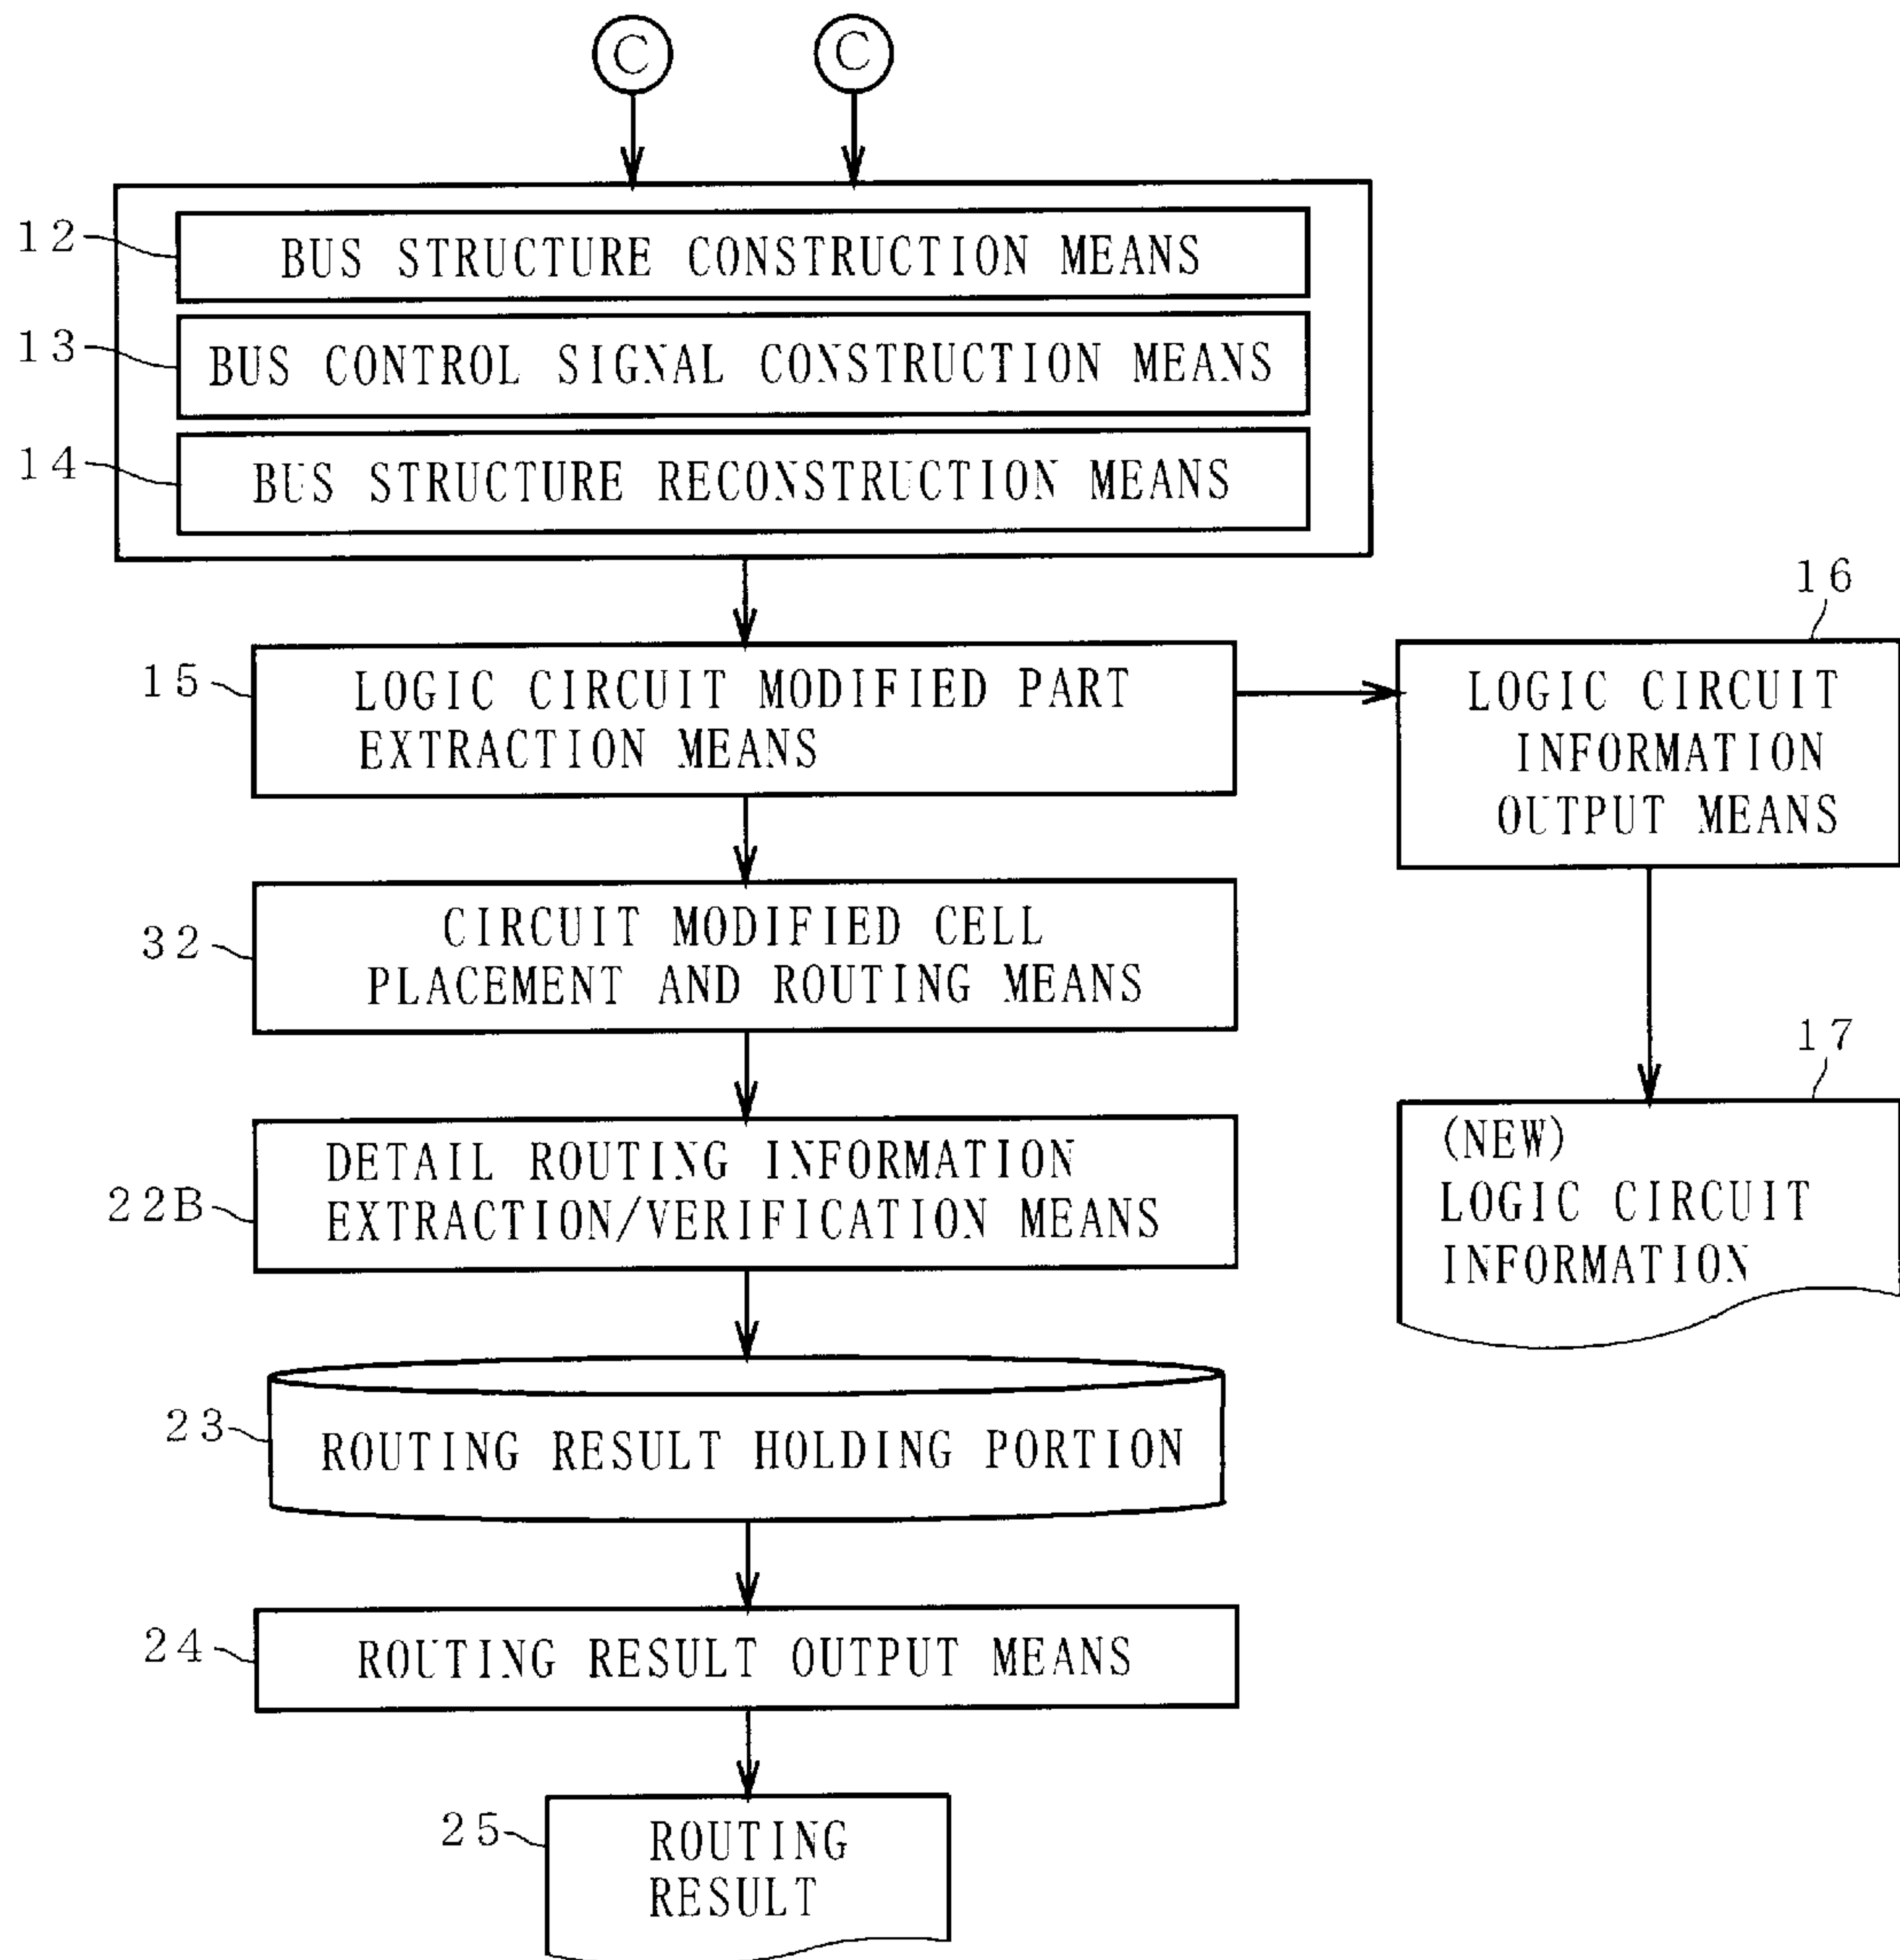 C C
12 BUS STRUCTURE CONSTRUCTION MEANS
13 BUS CONTROL SIGNAL CONSTRUCTION MEANS
14 BUS STRUCTURE RECONSTRUCTION MEANS
15 LOGIC CIRCUIT MODIFIED PART
EXTRACTION MEANS
16
LOGIC CIRCUIT
INFORMATION
OUTPUT MEANS
32 CIRCUIT MODIFIED CELL
PLACEMENT AND ROUTING MEANS
17
(NEW)
LOGIC CIRCUIT
INFORMATION
22B DETAIL ROUTING INFORMATION
EXTRACTION/VERIFICATION MEANS
23 ROUTING RESULT HOLDING PORTION
24 ROUTING RESULT OUTPUT MEANS
25 ROUTING
RESULT